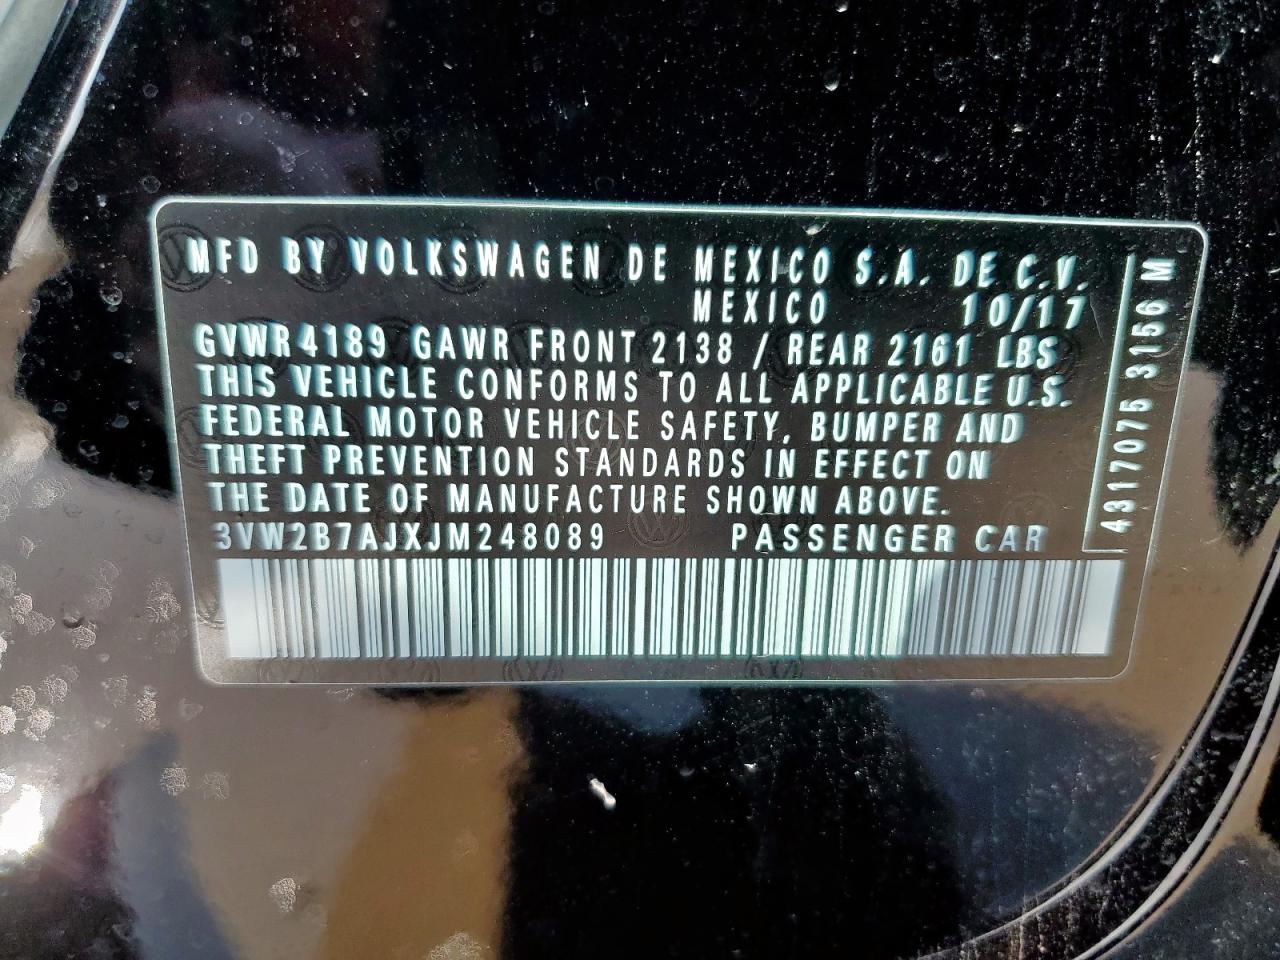 MFD BY VOLKSWAGEN DE MEXICO S.A. DE C.V.
MEXICO 10/17
GVWR 4189 GAWR FRONT 2138 / REAR 2161 LBS
THIS VEHICLE CONFORMS TO ALL APPLICABLE U.S.
FEDERAL MOTOR VEHICLE SAFETY, BUMPER AND
THEFT PREVENTION STANDARDS IN EFFECT ON
THE DATE OF MANUFACTURE SHOWN ABOVE.
3VW2B7AJXJM248089 PASSENGER CAR
4317075 3156 M